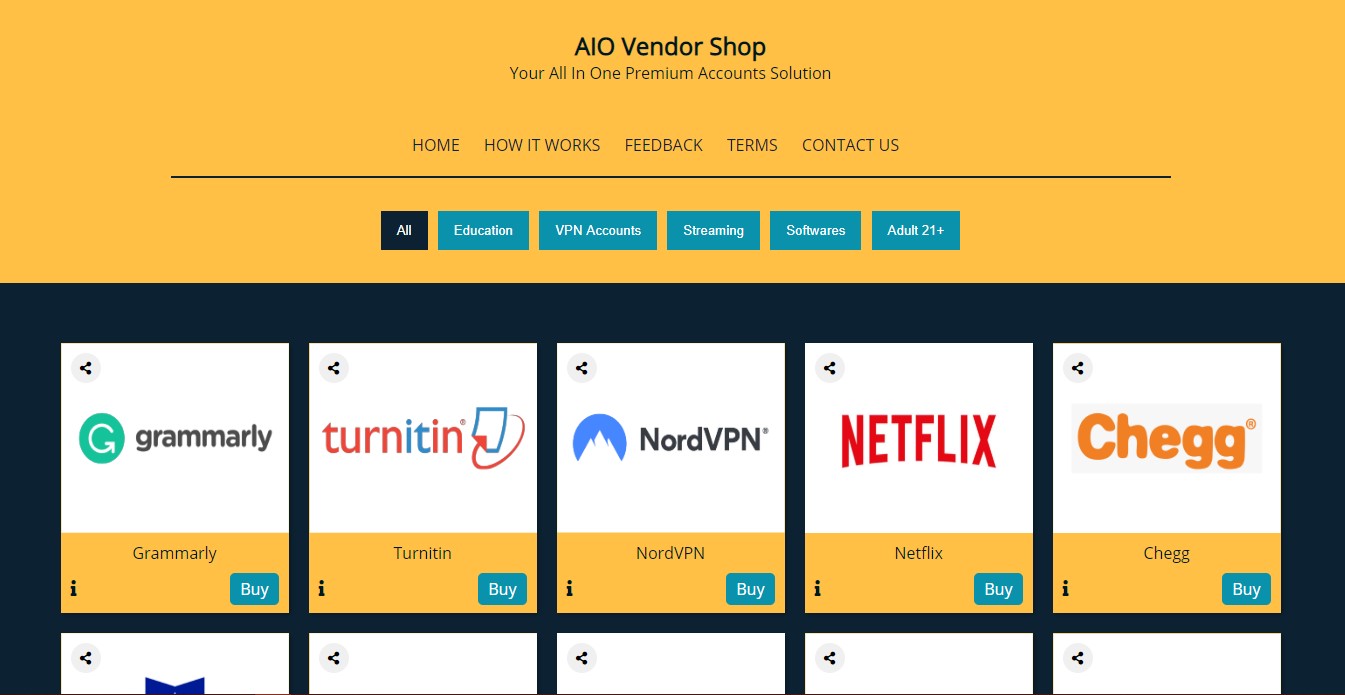 AIO Vendor Shop
Your All In One Premium Accounts Solution
HOME HOW IT WORKS FEEDBACK TERMS CONTACT US
All Education VPN Accounts Streaming Softwares Adult 21+
grammarly turnitin® NordVPN® NETFLIX Chegg®
Grammarly Turnitin NordVPN Netflix Chegg
i Buy i Buy i Buy i Buy i Buy